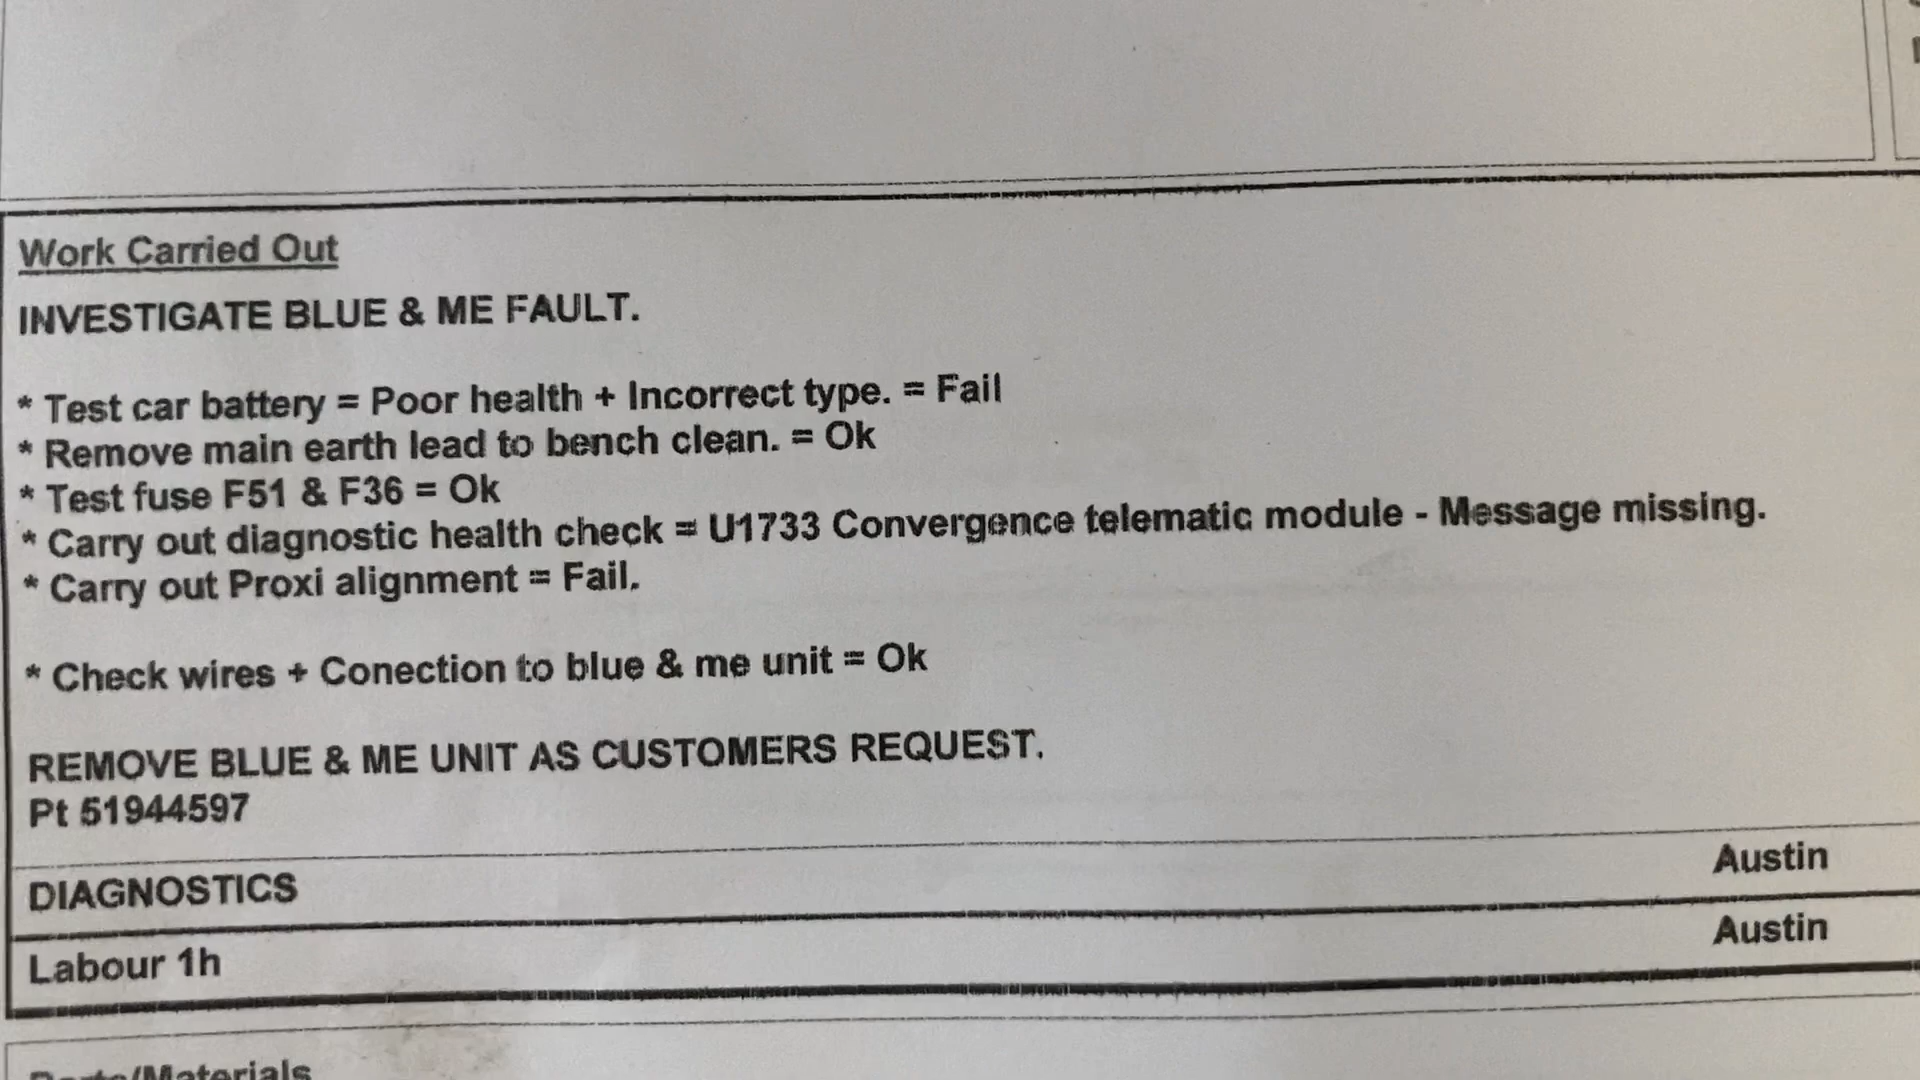 Work Carried Out
INVESTIGATE BLUE & ME FAULT.
* Test car battery = Poor health + Incorrect type. = Fail
* Remove main earth lead to bench clean. = Ok
* Test fuse F51 & F36 = Ok
* Carry out diagnostic health check = U1733 Convergence telematic module - Message missing.
* Carry out Proxi alignment = Fail.
* Check wires + Conection to blue & me unit = Ok
REMOVE BLUE & ME UNIT AS CUSTOMERS REQUEST.
Pt 51944597
DIAGNOSTICS Austin
Labour 1h Austin
Parts/Materials